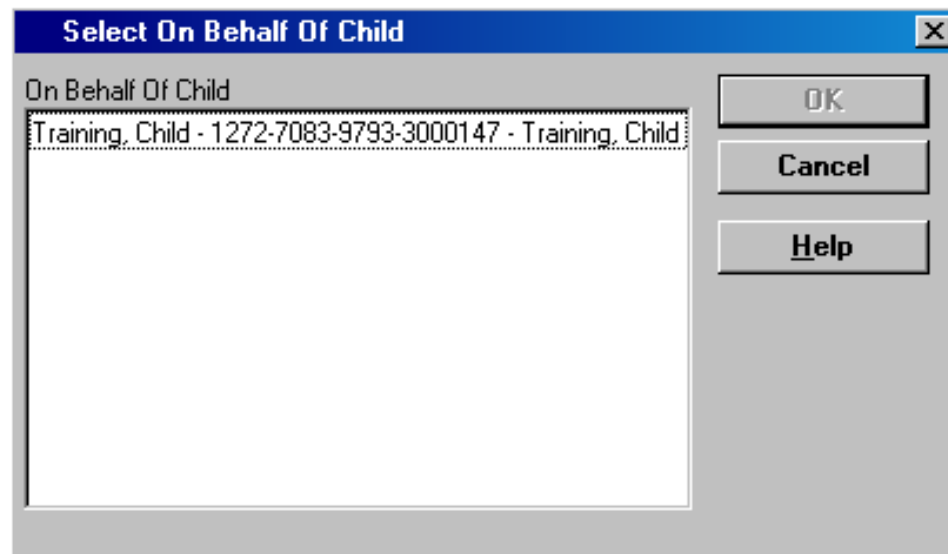 Select On Behalf Of Child
On Behalf Of Child
Training, Child - 1272-7083-9793-3000147 - Training, Child
OK
Cancel
Help